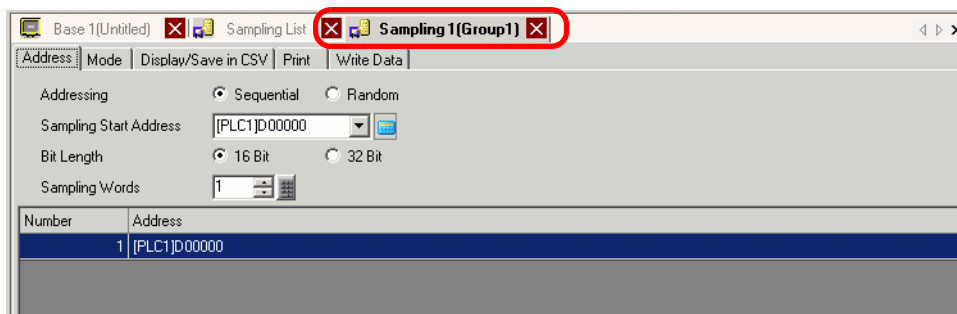 Base 1(Untitled) Sampling List Sampling 1(Group1)
Address Mode Display/Save in CSV Print Write Data
Addressing Sequential Random
Sampling Start Address [PLC1]D00000
Bit Length 16 Bit 32 Bit
Sampling Words 1
Number Address
1 [PLC1]D00000